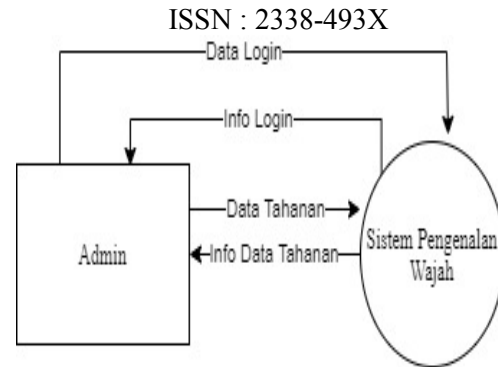 ISSN : 2338-493X
Data Login
Info Login
Data Tahanan
Info Data Tahanan
Admin
Sistem Pengenalan
Wajah